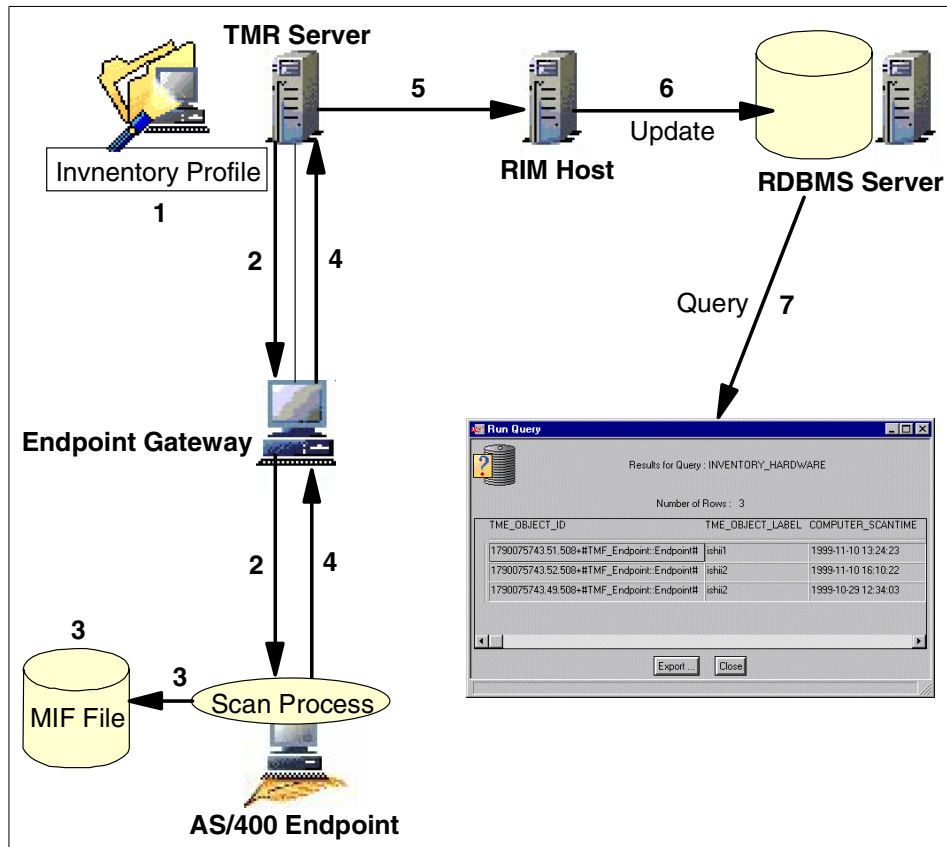 TMR Server
5
6
Update
Invnentory Profile
1
RIM Host
RDBMS Server
2
4
Query 7
Endpoint Gateway
2
4
3
3
MIF File
Scan Process
AS/400 Endpoint
Run Query
Results for Query : INVENTORY_HARDWARE
Number of Rows : 3
TME_OBJECT_ID TME_OBJECT_LABEL COMPUTER_SCANTIME
1790075743.51.508+#TMF_Endpoint::Endpoint# ishii1 1999-11-10 13:24:23
1790075743.52.508+#TMF_Endpoint::Endpoint# ishii2 1999-11-10 16:10:22
1790075743.49.508+#TMF_Endpoint::Endpoint# ishii2 1999-10-29 12:34:03
Export ... Close